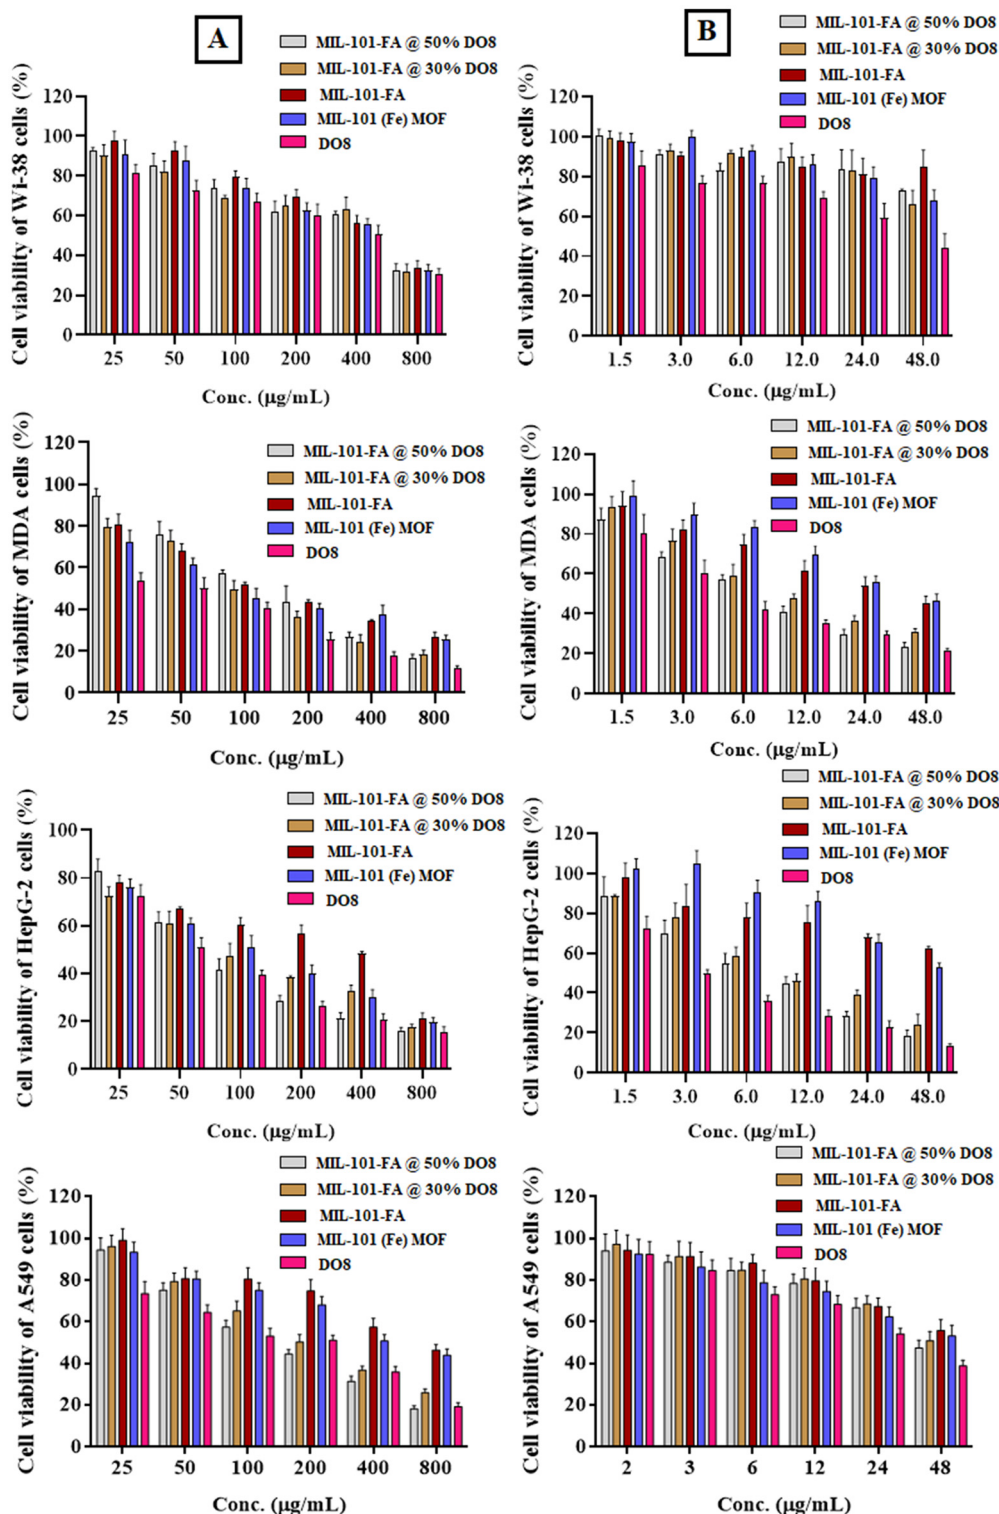 A
MIL-101-FA @ 50% DO8
MIL-101-FA @ 30% DO8
MIL-101-FA
MIL-101 (Fe) MOF
DO8
Cell viability of Wi-38 cells (%)
120
100
80
60
40
20
0
25 50 100 200 400 800
Conc. (µg/mL)
B
MIL-101-FA @ 50% DO8
MIL-101-FA @ 30% DO8
MIL-101-FA
MIL-101 (Fe) MOF
DO8
Cell viability of Wi-38 cells (%)
120
100
80
60
40
20
0
1.5 3.0 6.0 12.0 24.0 48.0
Conc. (µg/mL)
MIL-101-FA @ 50% DO8
MIL-101-FA @ 30% DO8
MIL-101-FA
MIL-101 (Fe) MOF
DO8
Cell viability of MDA cells (%)
120
100
80
60
40
20
0
25 50 100 200 400 800
Conc. (µg/mL)
MIL-101-FA @ 50% DO8
MIL-101-FA @ 30% DO8
MIL-101-FA
MIL-101 (Fe) MOF
DO8
Cell viability of MDA cells (%)
120
100
80
60
40
20
0
1.5 3.0 6.0 12.0 24.0 48.0
Conc. (µg/mL)
MIL-101-FA @ 50% DO8
MIL-101-FA @ 30% DO8
MIL-101-FA
MIL-101 (Fe) MOF
DO8
Cell viability of HepG-2 cells (%)
100
80
60
40
20
0
25 50 100 200 400 800
Conc. (µg/mL)
MIL-101-FA @ 50% DO8
MIL-101-FA @ 30% DO8
MIL-101-FA
MIL-101 (Fe) MOF
DO8
Cell viability of HepG-2 cells (%)
120
100
80
60
40
20
0
1.5 3.0 6.0 12.0 24.0 48.0
Conc. (µg/mL)
MIL-101-FA @ 50% DO8
MIL-101-FA @ 30% DO8
MIL-101-FA
MIL-101 (Fe) MOF
DO8
Cell viability of A549 cells (%)
120
100
80
60
40
20
0
25 50 100 200 400 800
Conc. (µg/mL)
MIL-101-FA @ 50% DO8
MIL-101-FA @ 30% DO8
MIL-101-FA
MIL-101 (Fe) MOF
DO8
Cell viability of A549 cells (%)
120
100
80
60
40
20
0
2 3 6 12 24 48
Conc. (µg/mL)